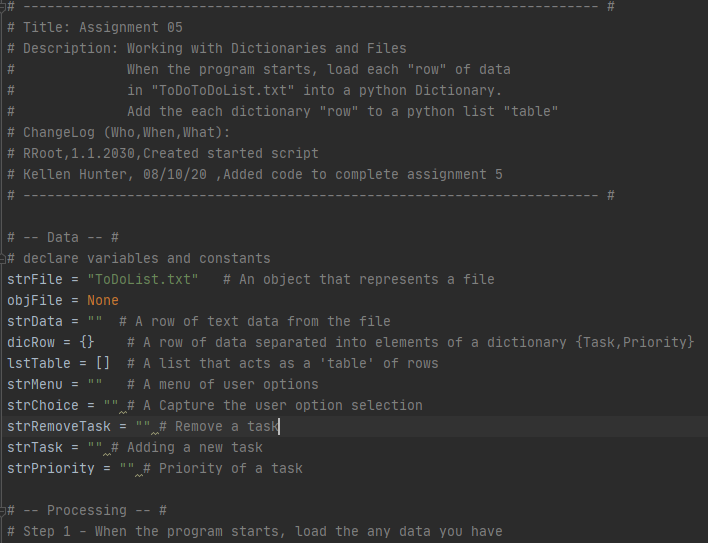 # ------------------------------------------------------------------------ #
# Title: Assignment 05
# Description: Working with Dictionaries and Files
#              When the program starts, load each "row" of data
#              in "ToDoToDoList.txt" into a python Dictionary.
#              Add the each dictionary "row" to a python list "table"
# ChangeLog (Who,When,What):
# RRoot,1.1.2030,Created started script
# Kellen Hunter, 08/10/20 ,Added code to complete assignment 5
# ------------------------------------------------------------------------ #

# -- Data -- #
# declare variables and constants
strFile = "ToDoList.txt"   # An object that represents a file
objFile = None
strData = ""  # A row of text data from the file
dicRow = {}    # A row of data separated into elements of a dictionary {Task,Priority}
lstTable = []  # A list that acts as a 'table' of rows
strMenu = ""   # A menu of user options
strChoice = "" # A Capture the user option selection
strRemoveTask = "" # Remove a task
strTask = "" # Adding a new task
strPriority = "" # Priority of a task

# -- Processing -- #
# Step 1 - When the program starts, load the any data you have